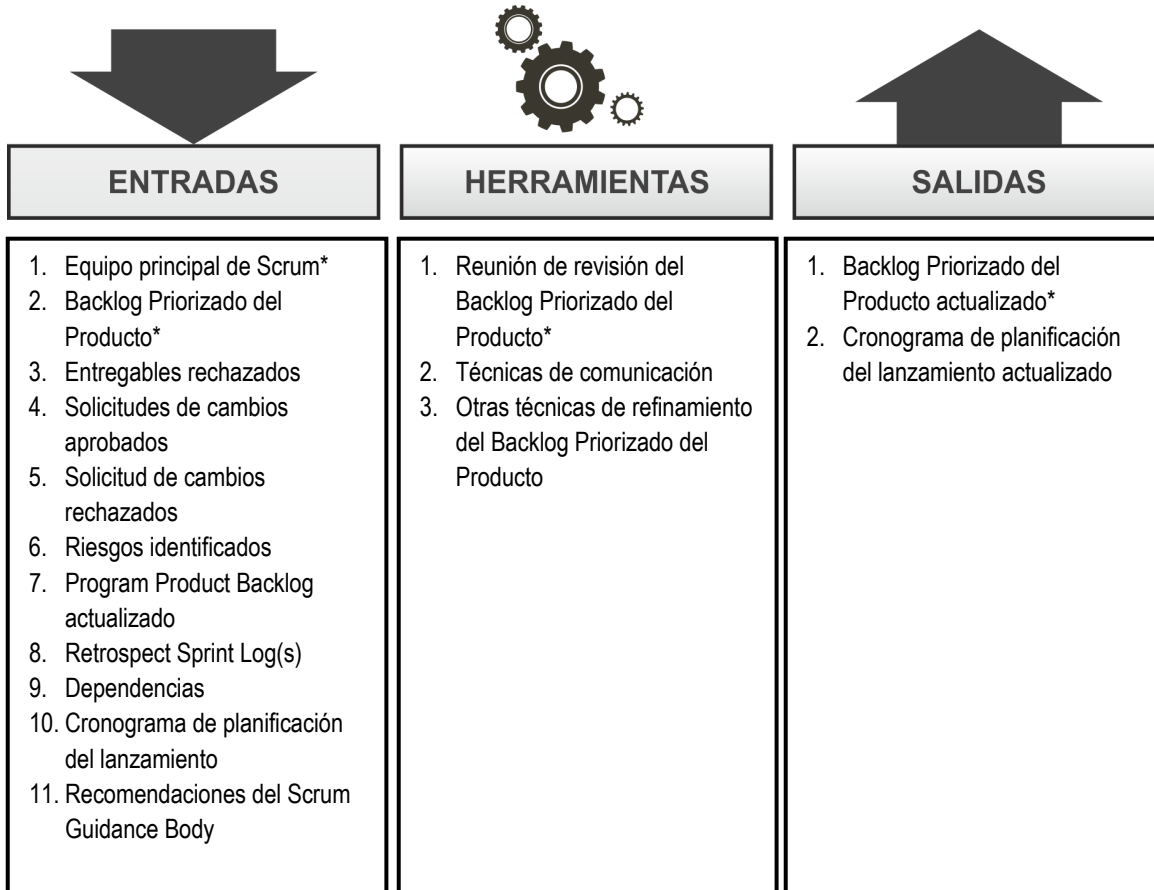 ENTRADAS
1. Equipo principal de Scrum*
2. Backlog Priorizado del
Producto*
3. Entregables rechazados
4. Solicitudes de cambios
aprobados
5. Solicitud de cambios
rechazados
6. Riesgos identificados
7. Program Product Backlog
actualizado
8. Retrospect Sprint Log(s)
9. Dependencias
10. Cronograma de planificación
del lanzamiento
11. Recomendaciones del Scrum
Guidance Body
HERRAMIENTAS
1. Reunión de revisión del
Backlog Priorizado del
Producto*
2. Técnicas de comunicación
3. Otras técnicas de refinamiento
del Backlog Priorizado del
Producto
SALIDAS
1. Backlog Priorizado del
Producto actualizado*
2. Cronograma de planificación
del lanzamiento actualizado